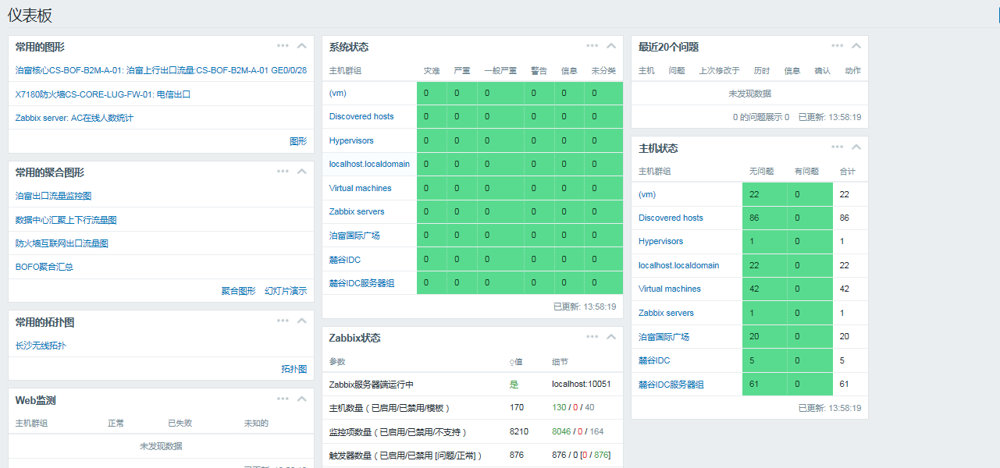 仪表板
常用的图形
泊富核心CS-BOF-B2M-A-01: 泊富上行出口流量:CS-BOF-B2M-A-01 GE0/0/28
X7180防火墙CS-CORE-LUG-FW-01: 电信出口
Zabbix server: AC在线人数统计
图形
常用的聚合图形
泊富出口流量监控图
数据中心汇聚上下行流量图
防火墙互联网出口流量图
BOFO聚合汇总
聚合图形 幻灯片演示
常用的拓扑图
长沙无线拓扑
拓扑图
Web监测
主机群组 正常 已失败 未知的
未发现数据
系统状态
主机群组 灾难 严重 一般严重 警告 信息 未分类
(vm) 0 0 0 0 0 0
Discovered hosts 0 0 0 0 0 0
Hypervisors 0 0 0 0 0 0
localhost.localdomain 0 0 0 0 0 0
Virtual machines 0 0 0 0 0 0
Zabbix servers 0 0 0 0 0 0
泊富国际广场 0 0 0 0 0 0
麓谷IDC 0 0 0 0 0 0
麓谷IDC服务器组 0 0 0 0 0 0
已更新: 13:58:19
Zabbix状态
参数 值 细节
Zabbix服务器端运行中 是 localhost:10051
主机数量 ( 已启用/已禁用/模板 ) 170 130 / 0 / 40
监控项数量 ( 已启用/已禁用/不支持 ) 8210 8046 / 0 / 164
触发器数量 ( 已启用/已禁用 [问题/正常] ) 876 876 / 0 [0 / 876]
最近20个问题
主机 问题 上次修改于 历时 信息 确认 动作
未发现数据
0 的问题展示 0 已更新: 13:58:19
主机状态
主机群组 无问题 有问题 合计
(vm) 22 0 22
Discovered hosts 86 0 86
Hypervisors 1 0 1
localhost.localdomain 22 0 22
Virtual machines 42 0 42
Zabbix servers 1 0 1
泊富国际广场 20 0 20
麓谷IDC 5 0 5
麓谷IDC服务器组 61 0 61
已更新: 13:58:19